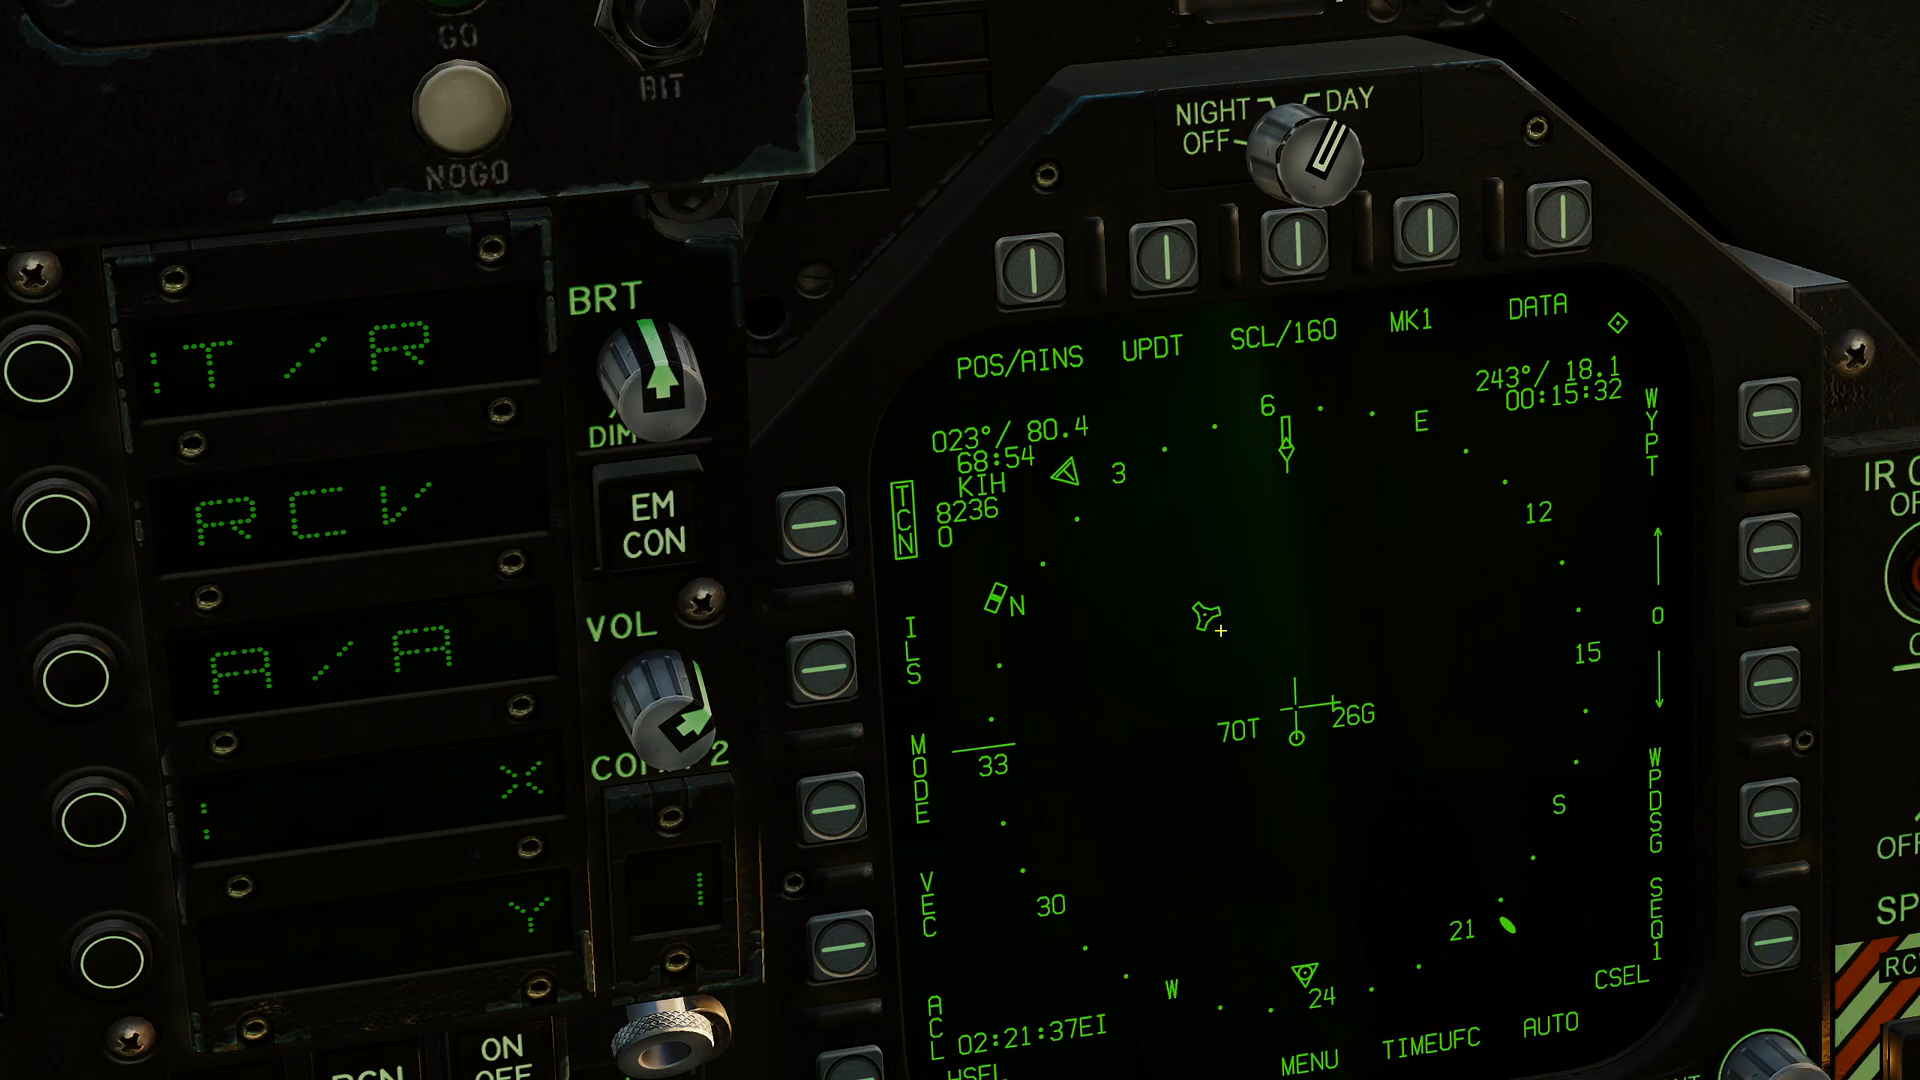 GO
BIT
NOGO
NIGHT
DAY
OFF
BRT
:T/R
RCV
A/A
: X
Y
EM
CON
VOL
1
ON
POS/AINS
UPDT
SCL/160
MK1
DATA
023°/ 80.4
68:54
KIH
8236
0
243°/ 18.1
00:15:32
TCN
ILS
MODE
VEC
ACL
WYPT
0
WPDSG
SEQ1
N
3
6
E
12
15
S
21
24
W
30
33
70T
26G
02:21:37EI
HSEL
MENU
TIMEUFC
AUTO
CSEL
IR
SP